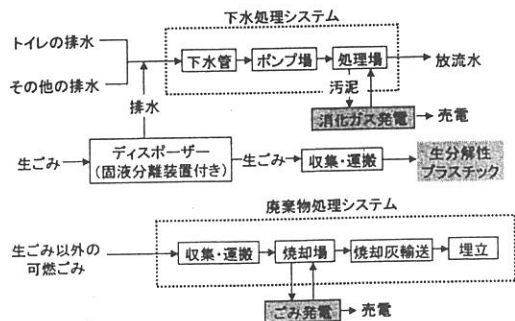 下水処理システム
トイレの排水
その他の排水
下水管
ポンプ場
処理場
放流水
汚泥
排水
消化ガス発電
売電
生ごみ
ディスポーザー
(固液分離装置付き)
生ごみ
収集・運搬
生分解性
プラスチック
廃棄物処理システム
生ごみ以外の
可燃ごみ
収集・運搬
焼却場
焼却灰輸送
埋立
ごみ発電
売電